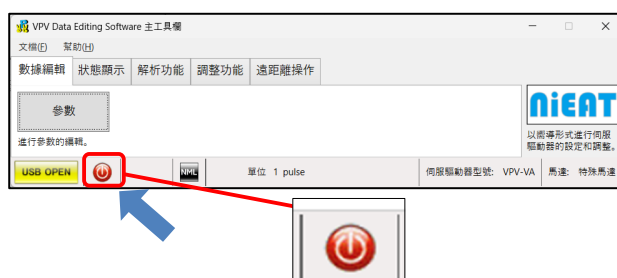 VPV Data Editing Software 主工具欄
文檔(F) 幫助(H)
數據編輯 狀態顯示 解析功能 調整功能 遠距離操作
參數
進行參數的編輯。
NiEAT
以嚮導形式進行伺服
驅動器的設定和調整。
USB OPEN NML 單位 1 pulse 伺服驅動器型號: VPV-VA 馬達: 特殊馬達